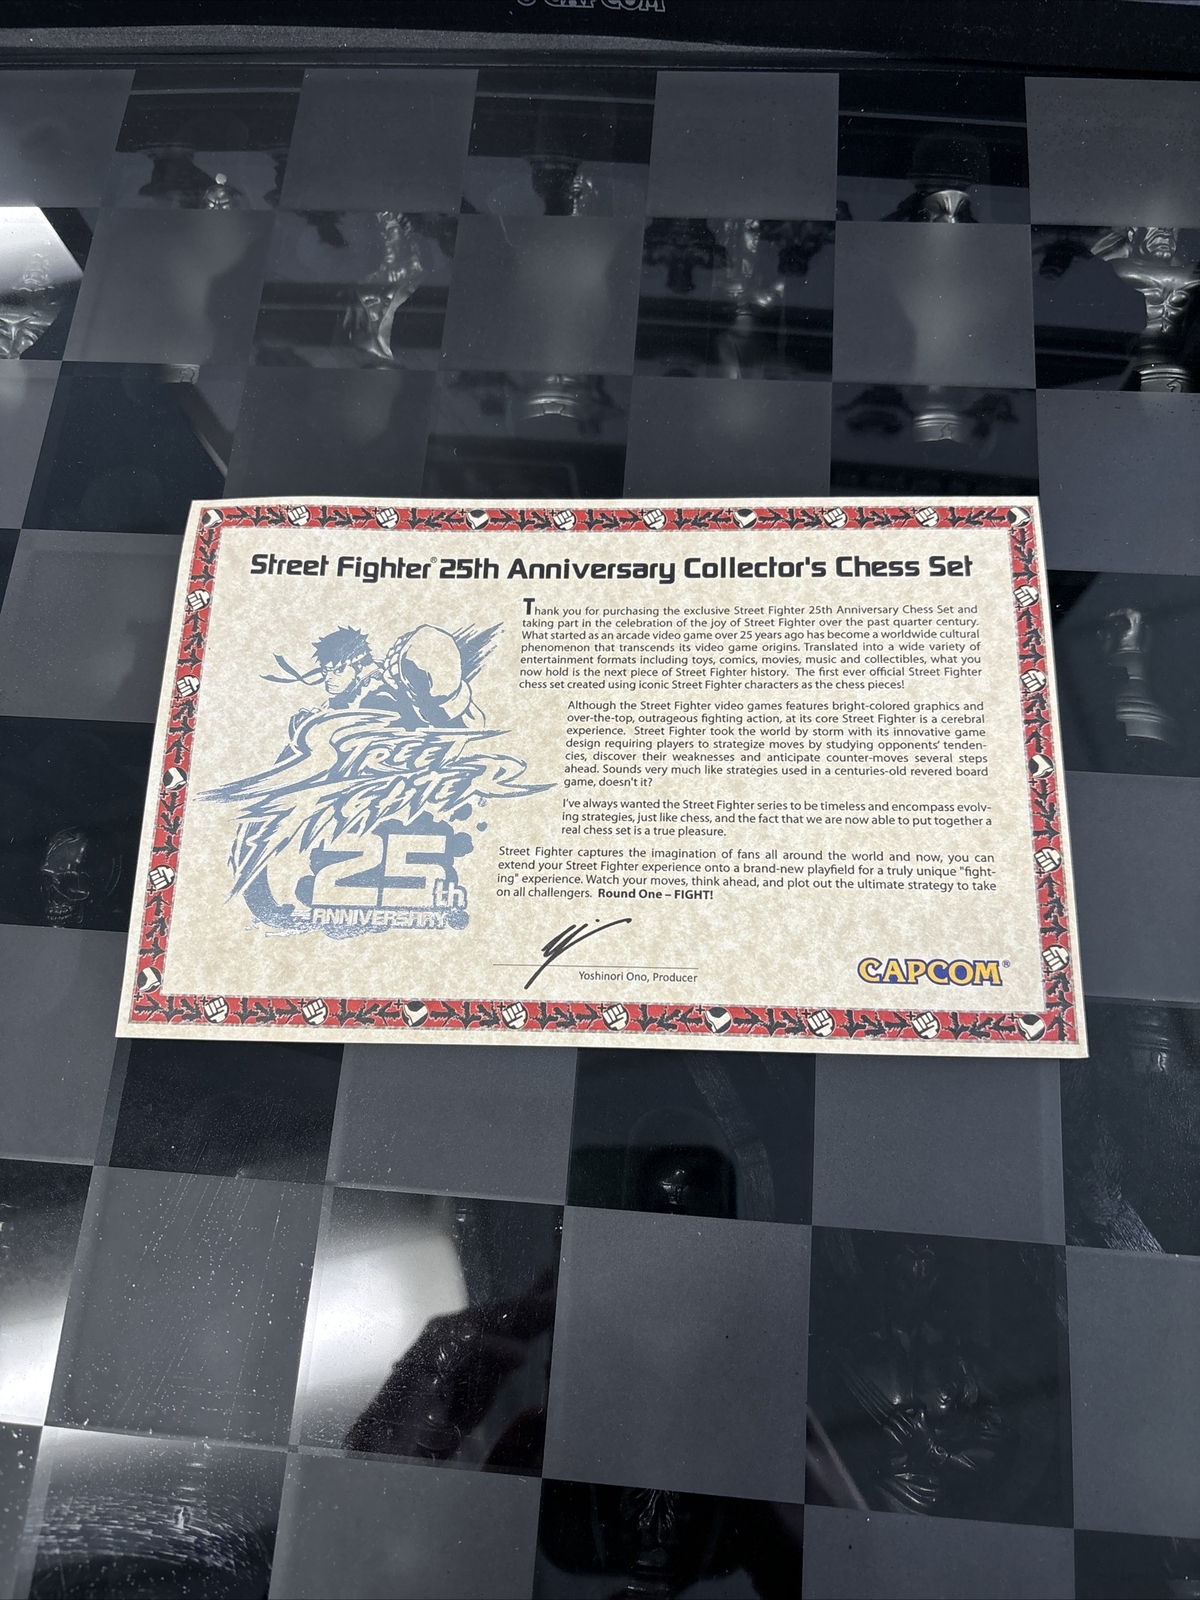 © CAPCOM
Street Fighter® 25th Anniversary Collector's Chess Set
Thank you for purchasing the exclusive Street Fighter 25th Anniversary Chess Set and
taking part in the celebration of the joy of Street Fighter over the past quarter century.
What started as an arcade video game over 25 years ago has become a worldwide cultural
phenomenon that transcends its video game origins. Translated into a wide variety of
entertainment formats including toys, comics, movies, music and collectibles, what you
now hold is the next piece of Street Fighter history. The first ever official Street Fighter
chess set created using iconic Street Fighter characters as the chess pieces!
Although the Street Fighter video games features bright-colored graphics and
over-the-top, outrageous fighting action, at its core Street Fighter is a cerebral
experience. Street Fighter took the world by storm with its innovative game
design requiring players to strategize moves by studying opponents' tenden-
cies, discover their weaknesses and anticipate counter-moves several steps
ahead. Sounds very much like strategies used in a centuries-old revered board
game, doesn't it?
I've always wanted the Street Fighter series to be timeless and encompass evolv-
ing strategies, just like chess, and the fact that we are now able to put together a
real chess set is a true pleasure.
Street Fighter captures the imagination of fans all around the world and now, you can
extend your Street Fighter experience onto a brand-new playfield for a truly unique "fight-
ing" experience. Watch your moves, think ahead, and plot out the ultimate strategy to take
on all challengers. Round One – FIGHT!
STREET
FIGHTER
25th
ANNIVERSARY
Yoshinori Ono, Producer
CAPCOM®